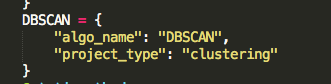 }
DBSCAN = {
    "algo_name": "DBSCAN",
    "project_type": "clustering"
}